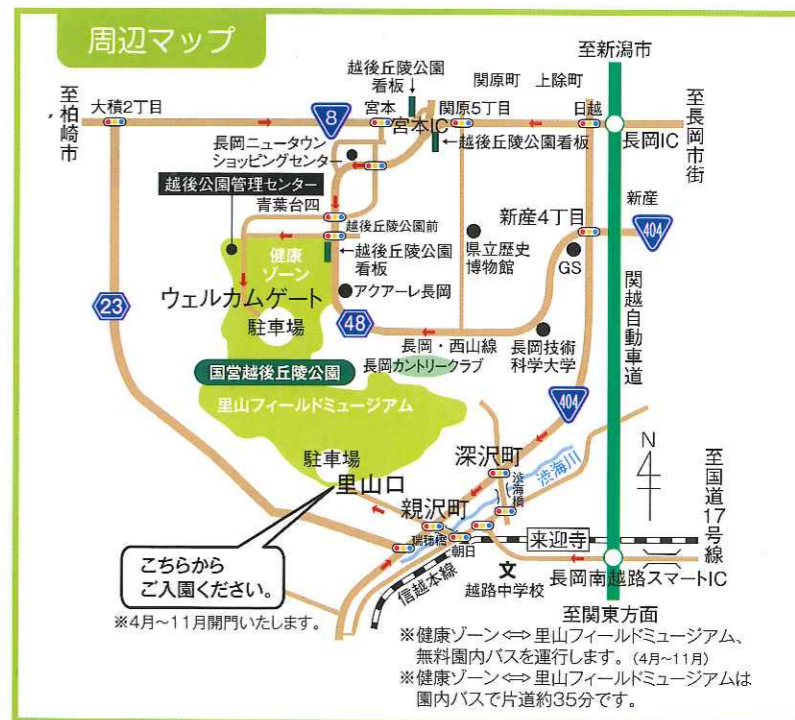 周辺マップ
至新潟市
越後丘陵公園
看板
関原町
上除町
至柏崎市
大積2丁目
8
宮本
宮本IC
関原5丁目
日越
長岡IC
至長岡市街
越後丘陵公園看板
長岡ニュータウン
ショッピングセンター
越後公園管理センター
青葉台四
越後丘陵公園前
新産4丁目
新産
404
健康
ゾーン
越後丘陵公園
看板
県立歴史
博物館
GS
ウェルカムゲート
アクアーレ長岡
23
駐車場
48
長岡・西山線
長岡技術
科学大学
関越自動車道
国営越後丘陵公園
長岡カントリークラブ
里山フィールドミュージアム
404
N
駐車場
深沢町
渋海川
渋海橋
里山口
親沢町
至国道17号線
こちらから
ご入園ください。
瑞穂橋
朝日
来迎寺
信越本線
文
越路中学校
長岡南越路スマートIC
※4月～11月開門いたします。
至関東方面
※健康ゾーン⇔里山フィールドミュージアム、
無料園内バスを運行します。(4月～11月)
※健康ゾーン⇔里山フィールドミュージアムは
園内バスで片道約35分です。